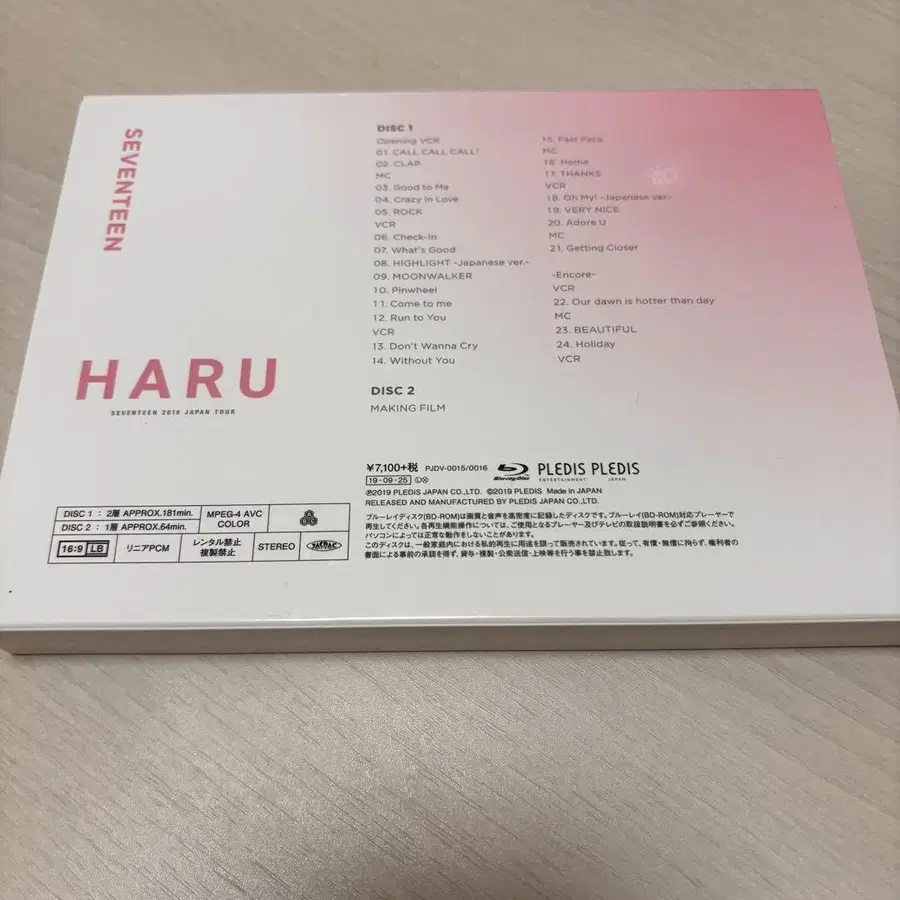 SEVENTEEN
HARU
SEVENTEEN 2019 JAPAN TOUR
DISC 1
Opening VCR
01. CALL CALL CALL!
02. CLAP
MC
03. Good to Me
04. Crazy in Love
05. ROCK
VCR
06. Check-In
07. What's Good
08. HIGHLIGHT -Japanese ver.-
09. MOONWALKER
10. Pinwheel
11. Come to me
12. Run to You
VCR
13. Don't Wanna Cry
14. Without You
15. Fast Pace
MC
16. Home
17. THANKS
VCR
18. Oh My! -Japanese ver.-
19. VERY NICE
20. Adore U
MC
21. Getting Closer
-Encore-
VCR
22. Our dawn is hotter than day
MC
23. BEAUTIFUL
24. Holiday
VCR
DISC 2
MAKING FILM
¥7,100+税 PJDV-0015/0016 Blu-ray Disc PLEDIS ENTERTAINMENT PLEDIS JAPAN
19・09・25 Ⓛ Ⓧ
℗2019 PLEDIS JAPAN CO.,LTD. ©2019 PLEDIS Made in JAPAN
RELEASED AND MANUFACTURED BY PLEDIS JAPAN CO.,LTD.
ブルーレイディスク(BD-ROM)は画質と音声を高密度に記録したディスクです。ブルーレイ(BD-ROM)対応プレーヤーで
再生してください。各再生機能操作については、ご使用となるプレーヤー及びテレビの取扱説明書を必ずご参照ください。
パソコンによっては正常な動作をしないことがあります。
このディスクは、一般家庭内における私的再生に用途を限って販売されています。従って、有償・無償に拘らず、権利者の
書面による事前の承諾を得ず、貸与・複製・公衆送信・上映等を行う事を禁止致します。
DISC 1 : 2層 APPROX.181min.
DISC 2 : 1層 APPROX.64min.
MPEG-4 AVC
COLOR
16:9 LB
リニアPCM
レンタル禁止
複製禁止
STEREO
JASRAC